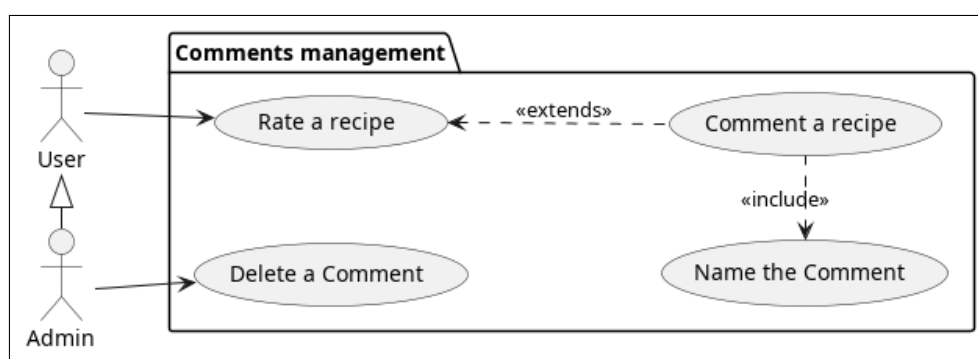 Comments management
Rate a recipe
«extends»
Comment a recipe
User
«include»
Delete a Comment
Name the Comment
Admin